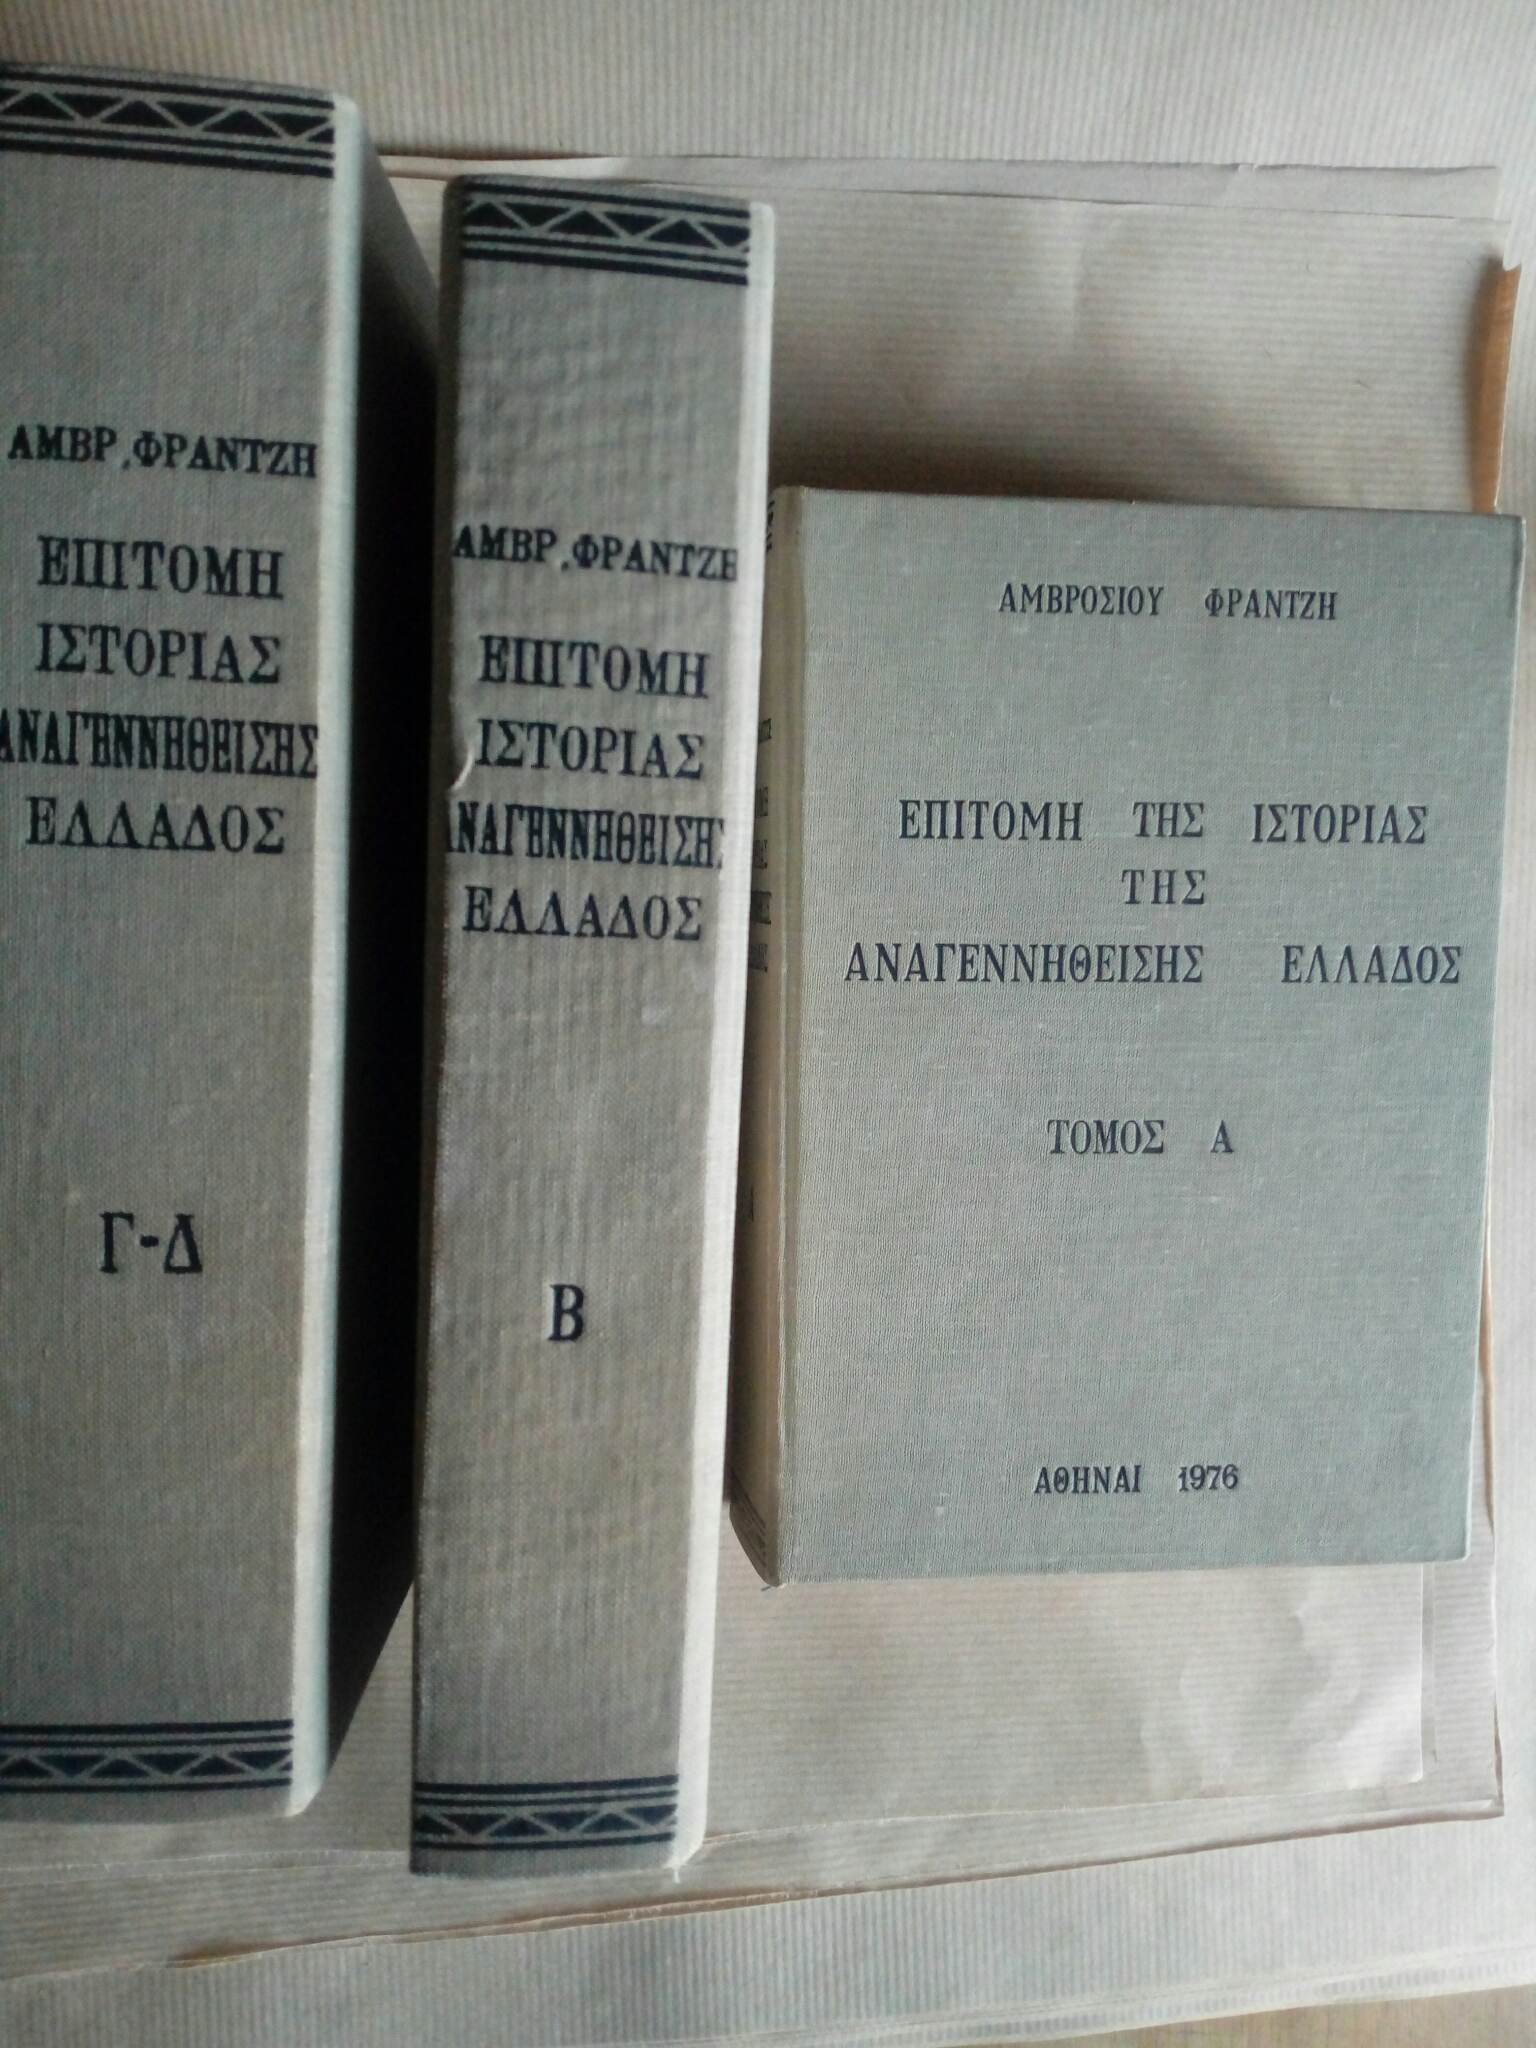 ΑΜΒΡ. ΦΡΑΝΤΖΗ
ΕΠΙΤΟΜΗ
ΙΣΤΟΡΙΑΣ
ΑΝΑΓΕΝΝΗΘΕΙΣΗΣ
ΕΛΛΑΔΟΣ
Γ-Δ
ΑΜΒΡ. ΦΡΑΝΤΖΗ
ΕΠΙΤΟΜΗ
ΙΣΤΟΡΙΑΣ
ΑΝΑΓΕΝΝΗΘΕΙΣΗΣ
ΕΛΛΑΔΟΣ
Β
ΑΜΒΡΟΣΙΟΥ ΦΡΑΝΤΖΗ
ΕΠΙΤΟΜΗ ΤΗΣ ΙΣΤΟΡΙΑΣ
ΤΗΣ
ΑΝΑΓΕΝΝΗΘΕΙΣΗΣ ΕΛΛΑΔΟΣ
ΤΟΜΟΣ Α
ΑΘΗΝΑΙ 1976